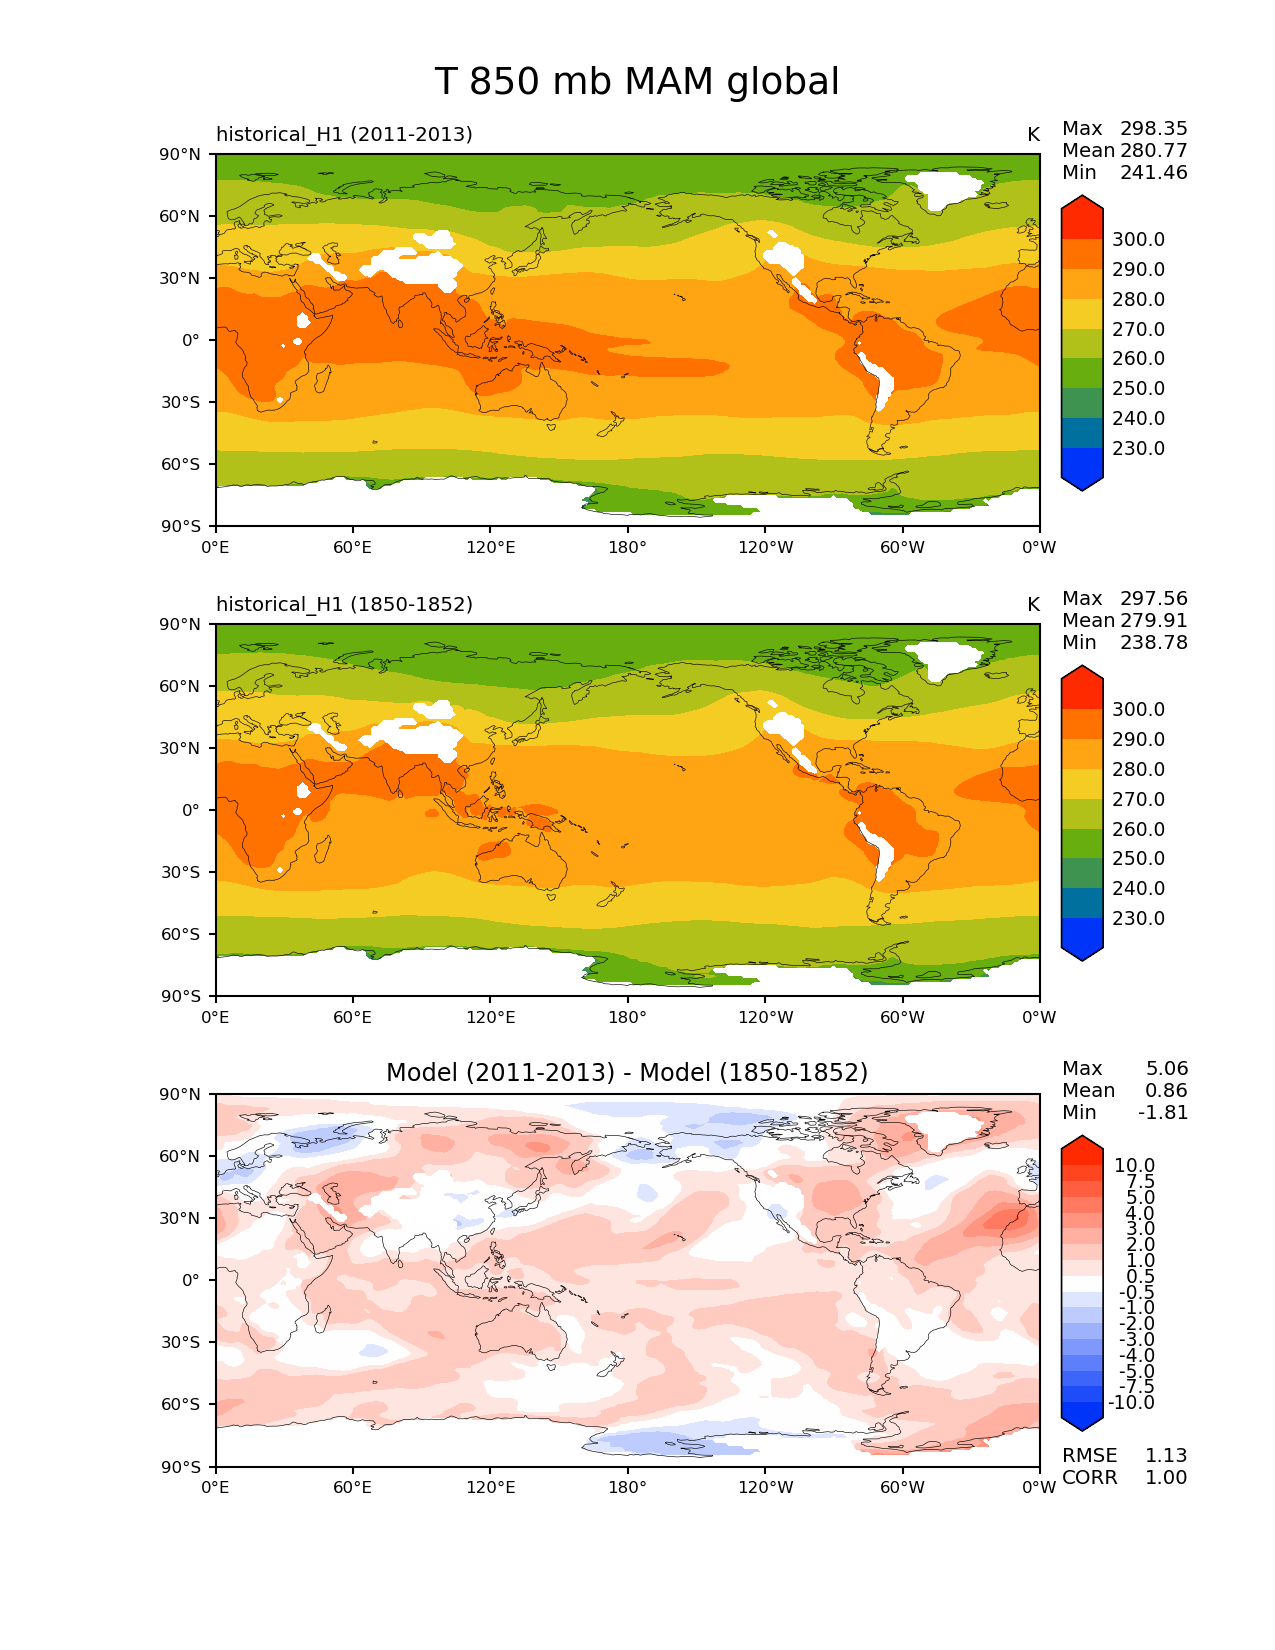 T 850 mb MAM global
historical_H1 (2011-2013) K
Max 298.35
Mean 280.77
Min 241.46
90°N
60°N
30°N
0°
30°S
60°S
90°S
0°E 60°E 120°E 180° 120°W 60°W 0°W
300.0
290.0
280.0
270.0
260.0
250.0
240.0
230.0
historical_H1 (1850-1852) K
Max 297.56
Mean 279.91
Min 238.78
90°N
60°N
30°N
0°
30°S
60°S
90°S
0°E 60°E 120°E 180° 120°W 60°W 0°W
300.0
290.0
280.0
270.0
260.0
250.0
240.0
230.0
Model (2011-2013) - Model (1850-1852)
Max 5.06
Mean 0.86
Min -1.81
90°N
60°N
30°N
0°
30°S
60°S
90°S
0°E 60°E 120°E 180° 120°W 60°W 0°W
10.0
7.5
5.0
4.0
3.0
2.0
1.0
0.5
-0.5
-1.0
-2.0
-3.0
-4.0
-5.0
-7.5
-10.0
RMSE 1.13
CORR 1.00